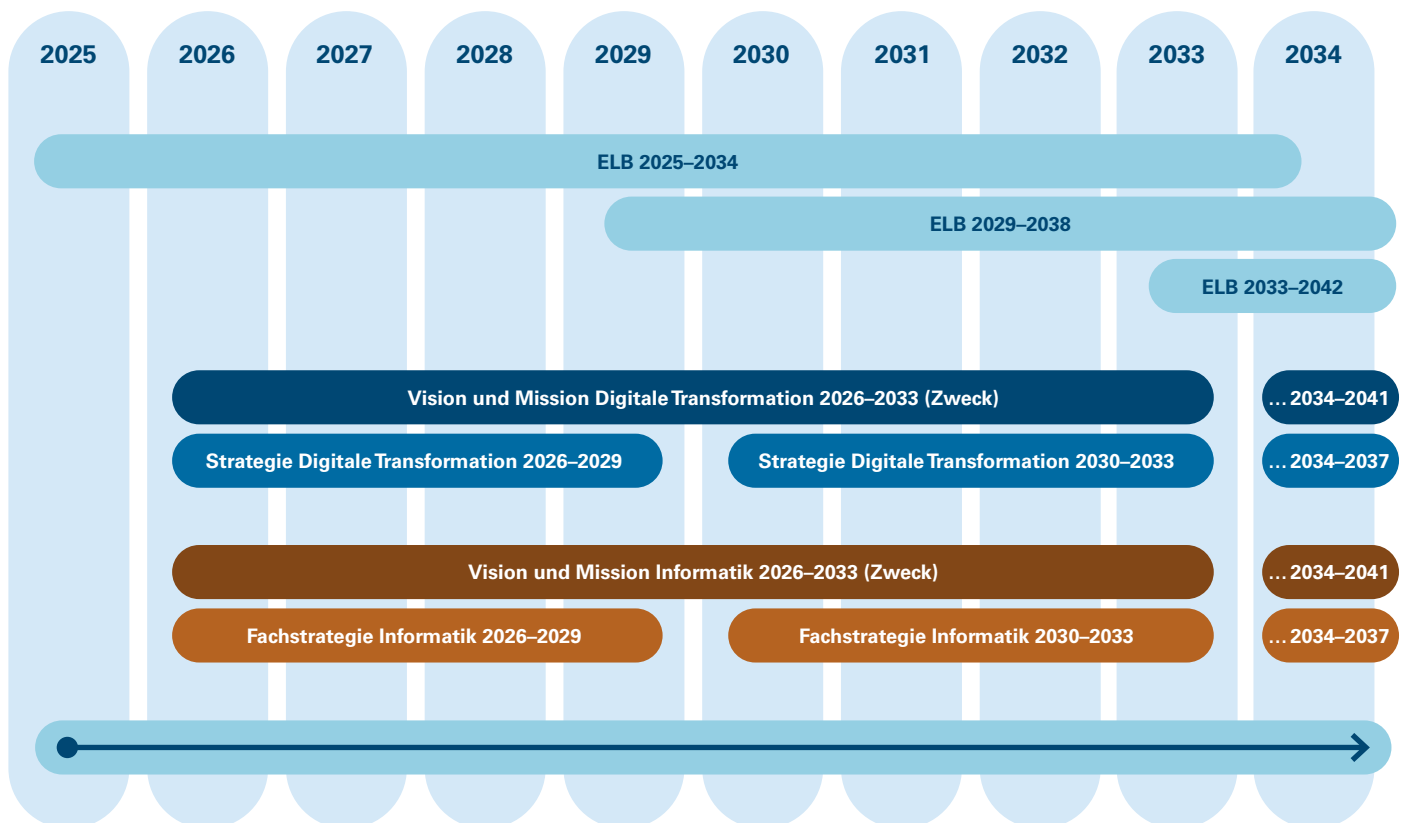 2025 2026 2027 2028 2029 2030 2031 2032 2033 2034
ELB 2025–2034
ELB 2029–2038
ELB 2033–2042
Vision und Mission Digitale Transformation 2026–2033 (Zweck) … 2034–2041
Strategie Digitale Transformation 2026–2029 Strategie Digitale Transformation 2030–2033 … 2034–2037
Vision und Mission Informatik 2026–2033 (Zweck) … 2034–2041
Fachstrategie Informatik 2026–2029 Fachstrategie Informatik 2030–2033 … 2034–2037